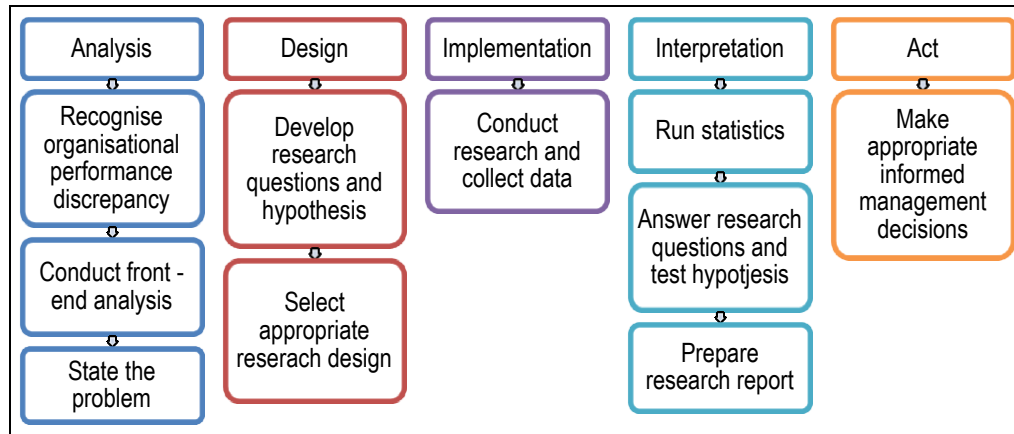 Analysis
Recognise
organisational
performance
discrepancy
Conduct front -
end analysis
State the
problem
Design
Develop
research
questions and
hypothesis
Select
appropriate
reserach design
Implementation
Conduct
research and
collect data
Interpretation
Run statistics
Answer research
questions and
test hypotjesis
Prepare
research report
Act
Make
appropriate
informed
management
decisions